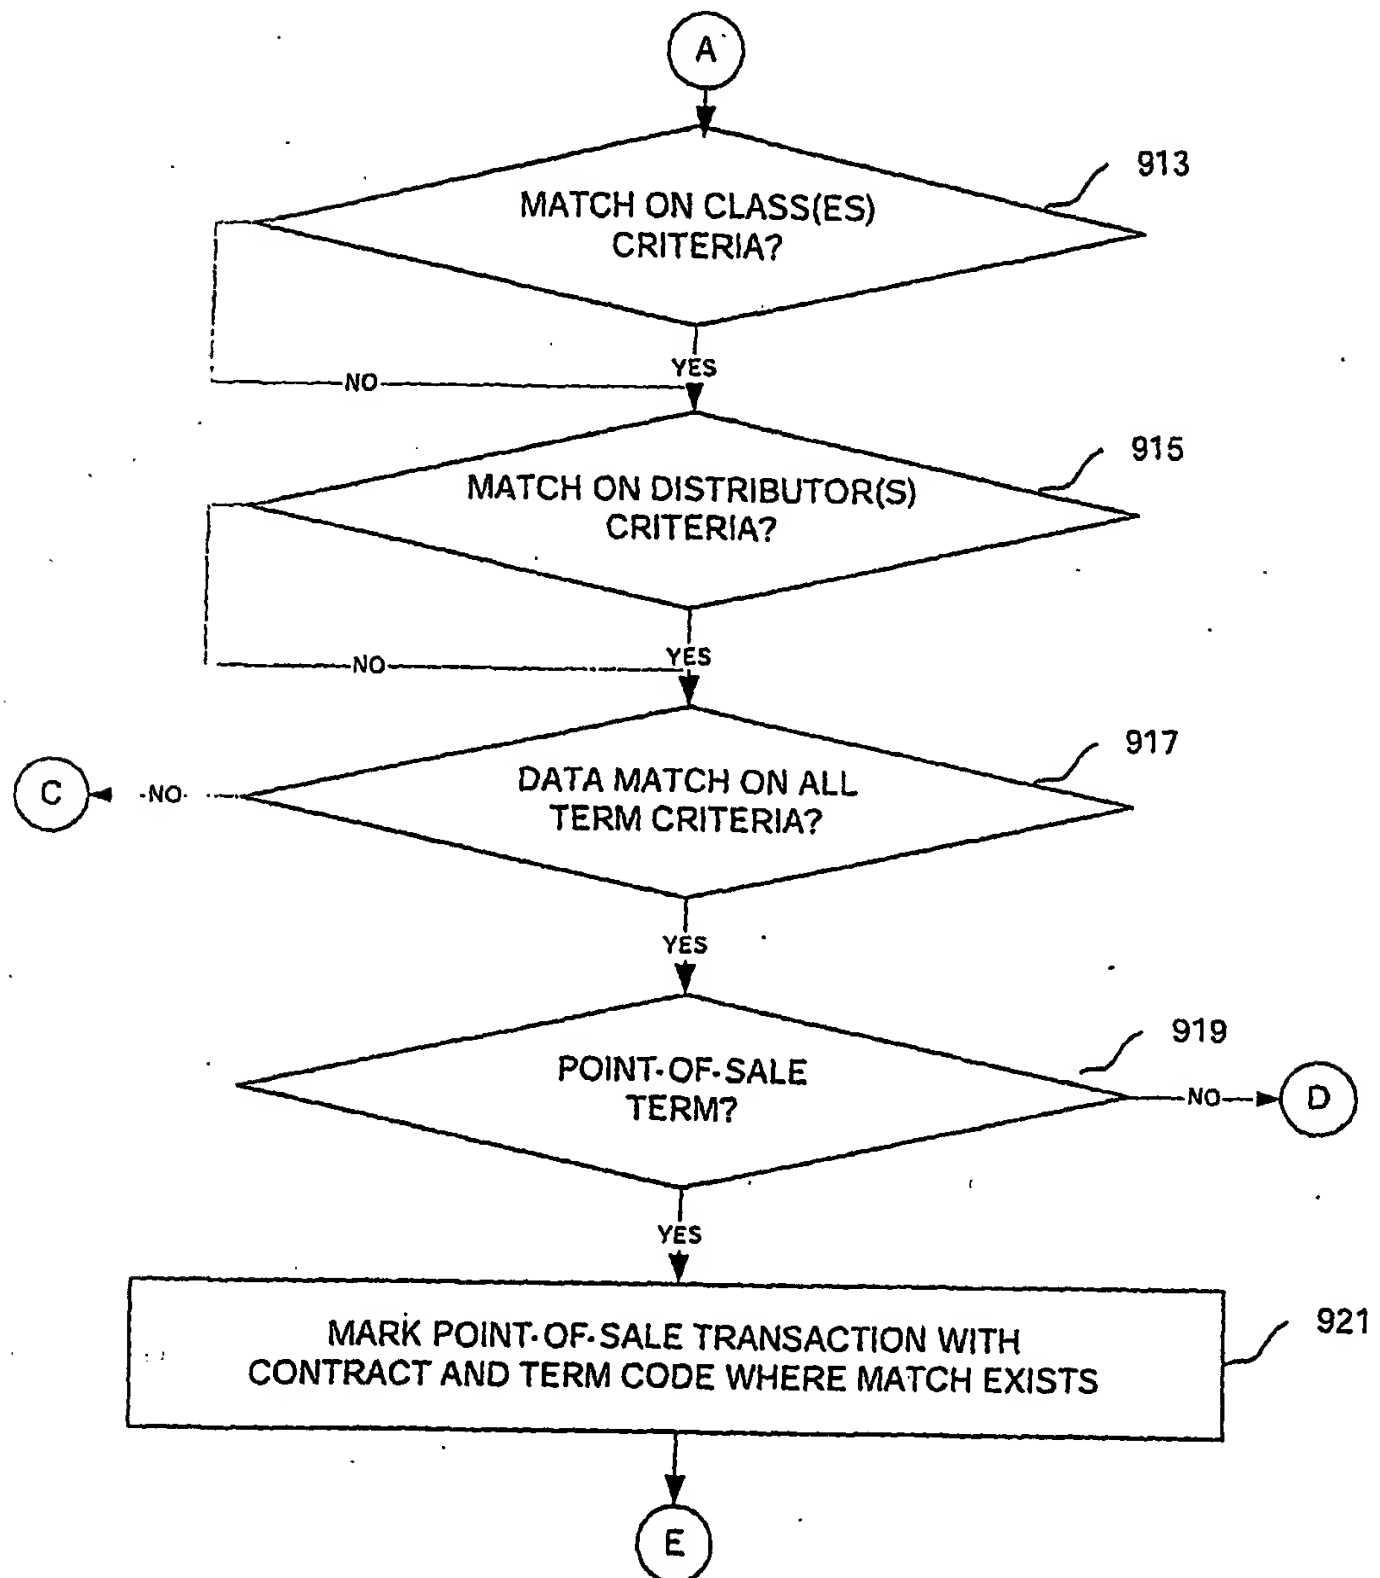 A
913
MATCH ON CLASS(ES)
CRITERIA?
YES
NO
915
MATCH ON DISTRIBUTOR(S)
CRITERIA?
YES
NO
917
DATA MATCH ON ALL
TERM CRITERIA?
C
NO
YES
919
POINT-OF-SALE
TERM?
NO
D
YES
921
MARK POINT-OF-SALE TRANSACTION WITH
CONTRACT AND TERM CODE WHERE MATCH EXISTS
E